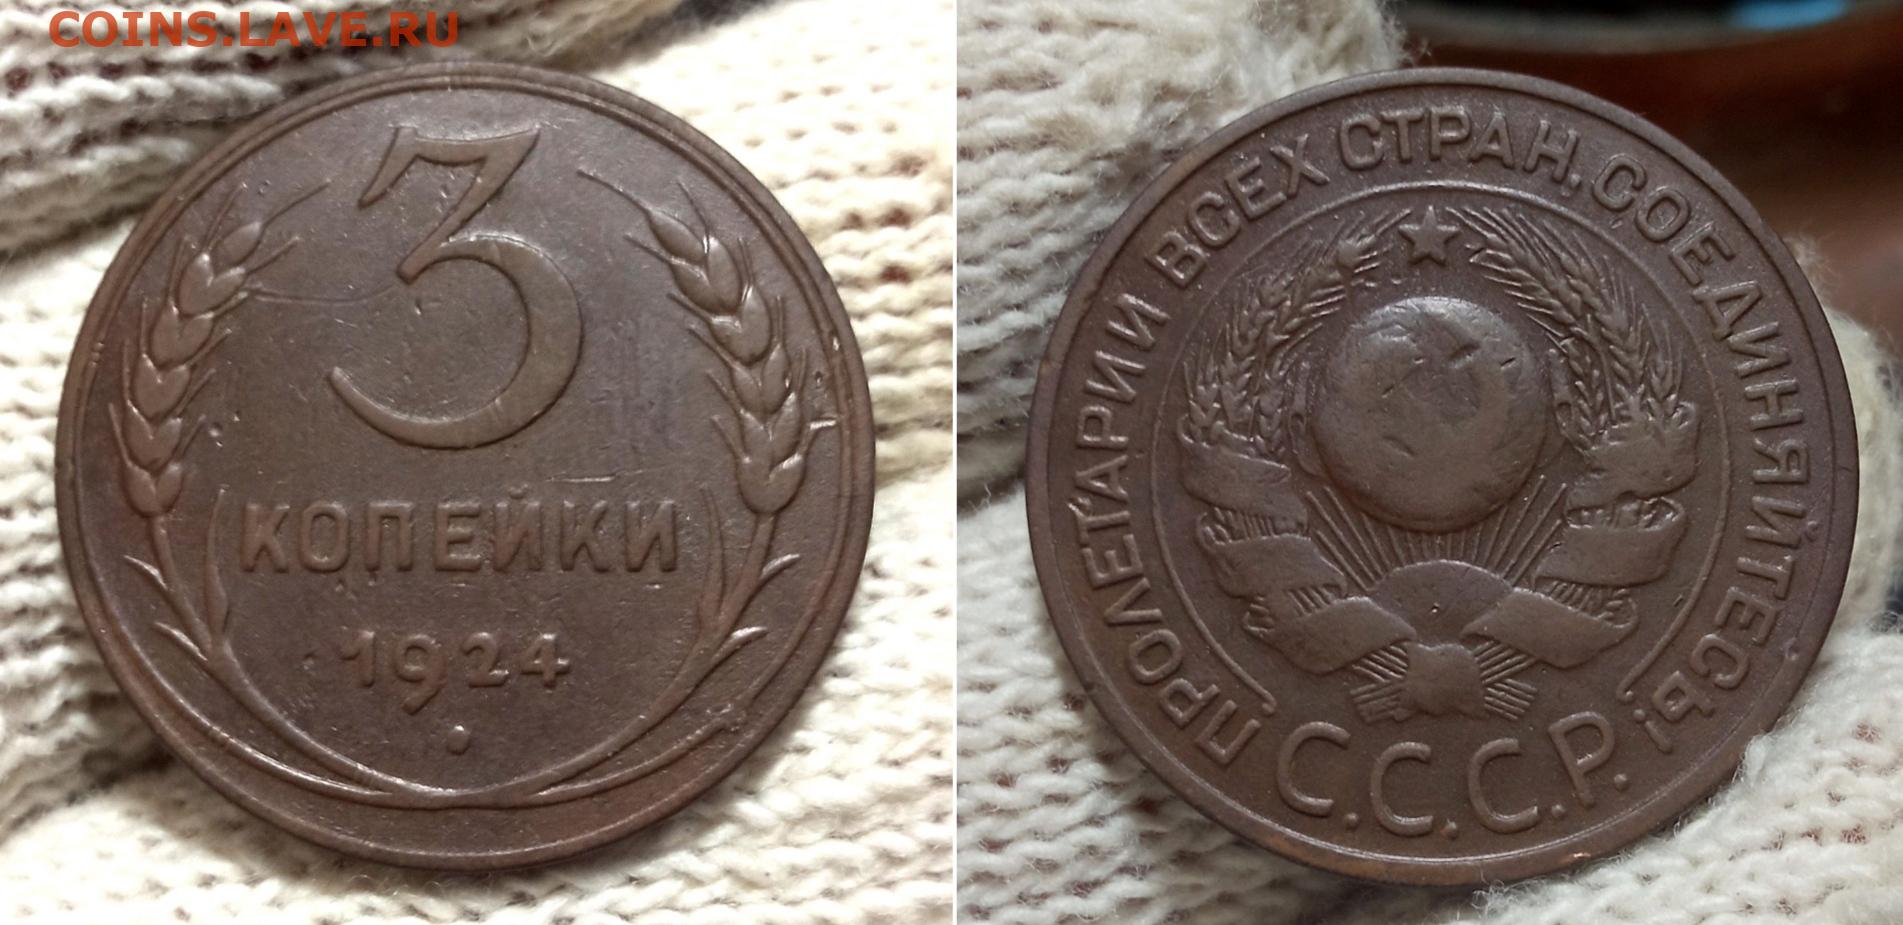 COINS.LAVE.RU
3
КОПЕЙКИ
1924
ПРОЛЕТАРИИ ВСЕХ СТРАН, СОЕДИНЯЙТЕСЬ!
С.С.С.Р.